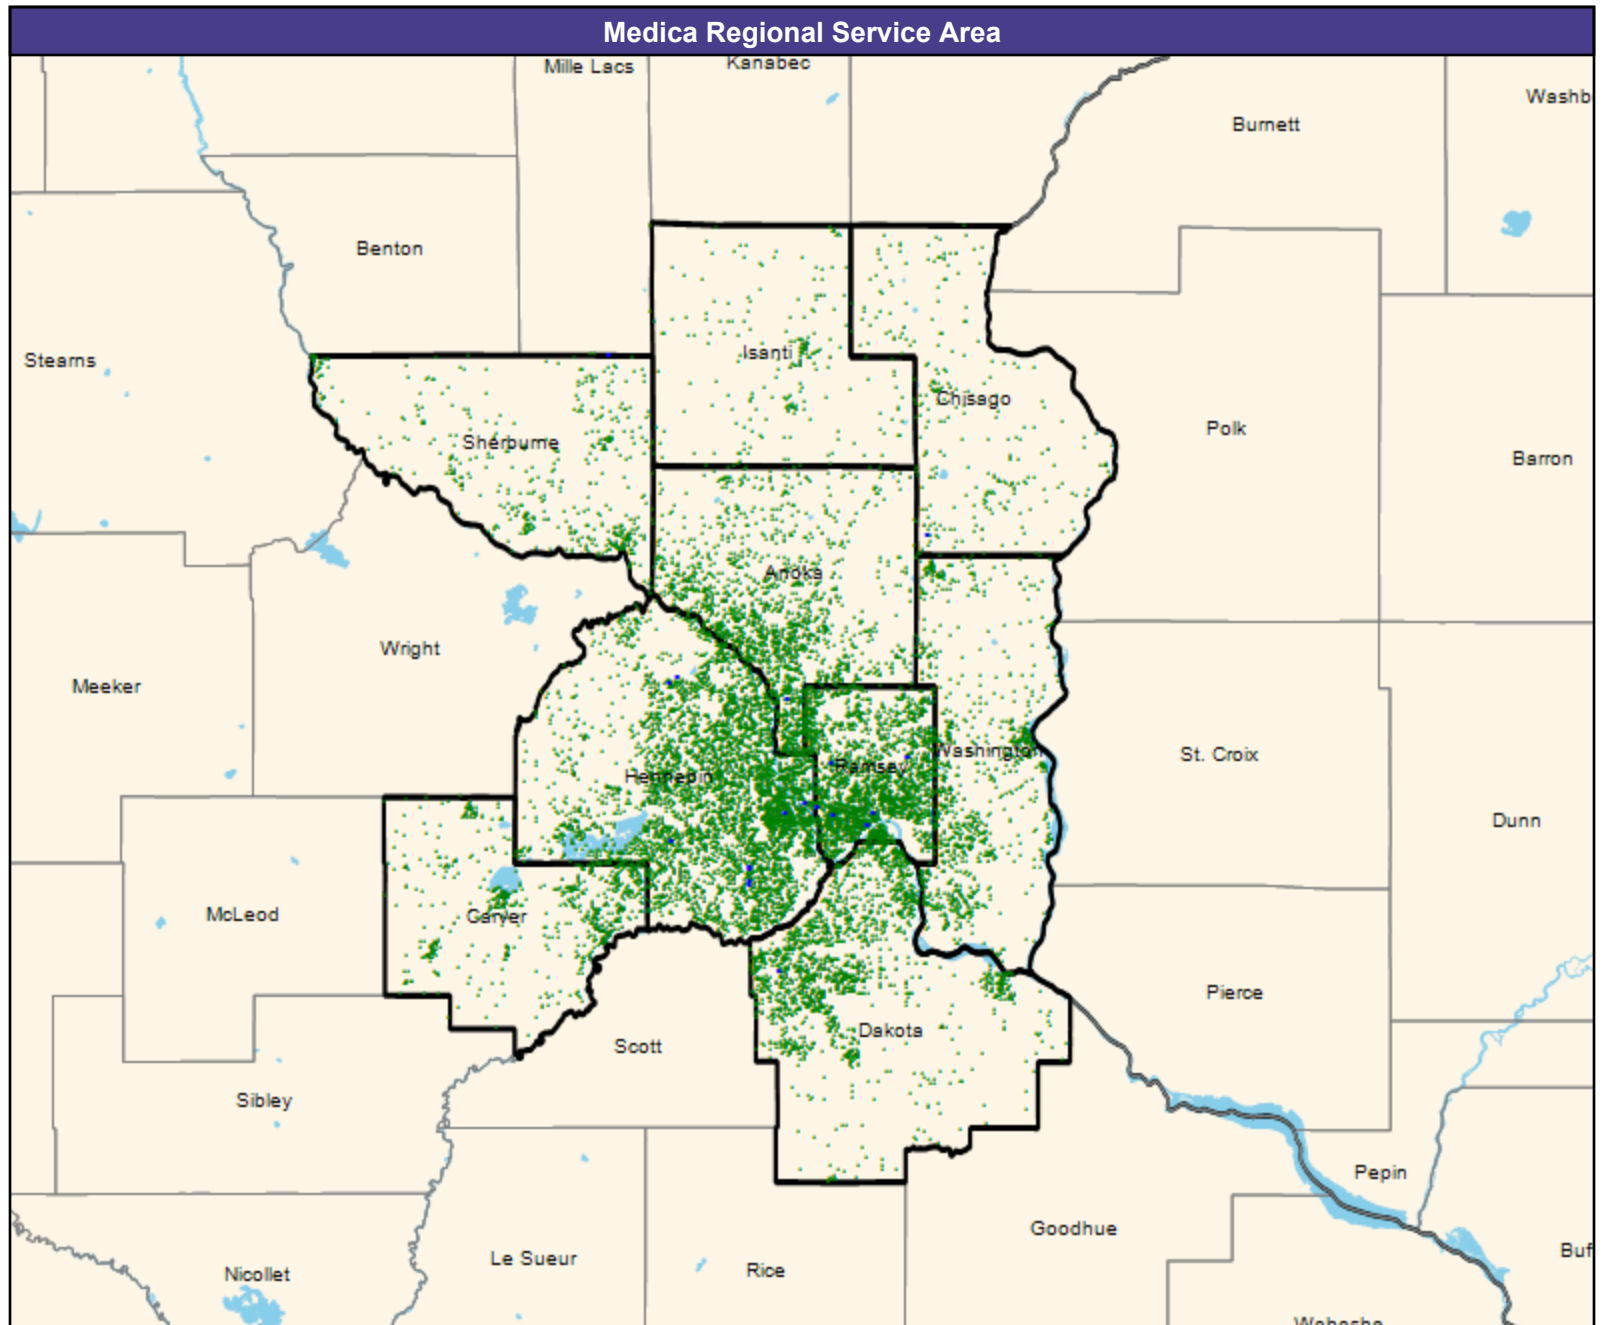 Medica Regional Service Area
Mille Lacs
Kanabec
Washb
Burnett
Benton
Stearns
Isanti
Chisago
Polk
Sherburne
Barron
Anoka
Wright
Meeker
Washington
St. Croix
Ramsey
Hennepin
Dunn
McLeod
Carver
Pierce
Dakota
Scott
Sibley
Pepin
Goodhue
Buf
Le Sueur
Rice
Nicollet
Wabasha